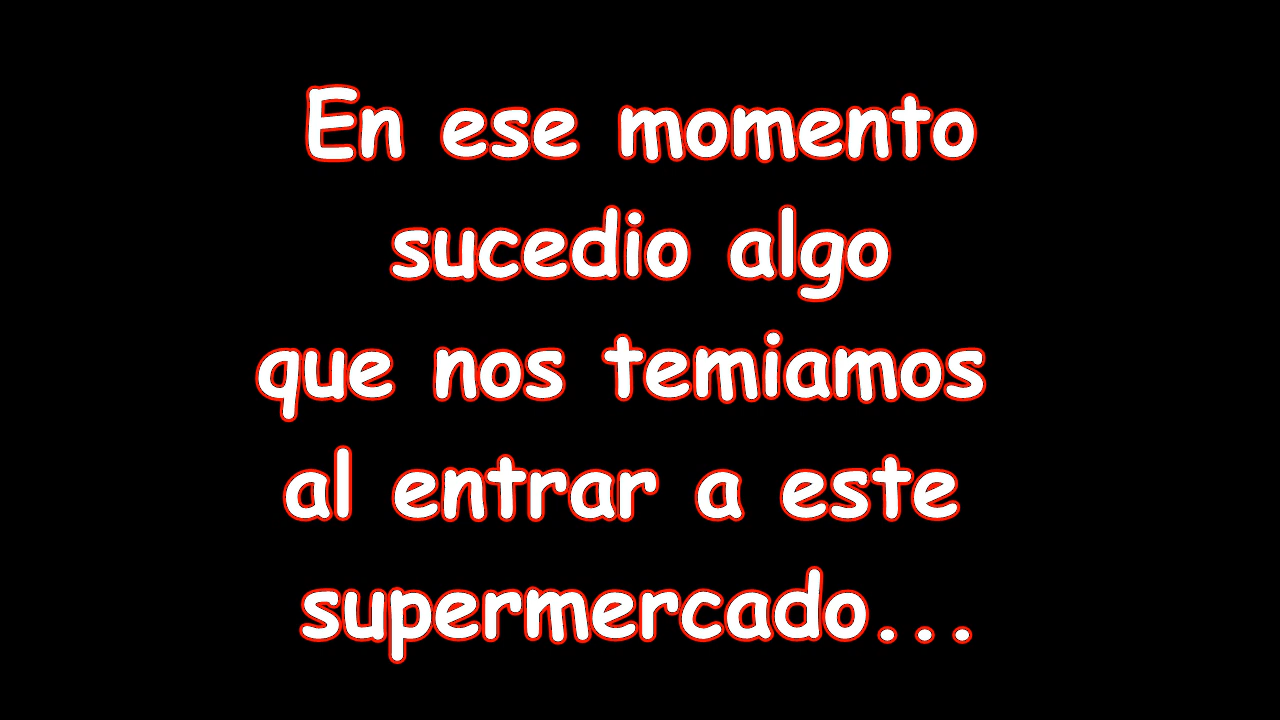 En ese momento
sucedio algo
que nos temiamos
al entrar a este
supermercado...